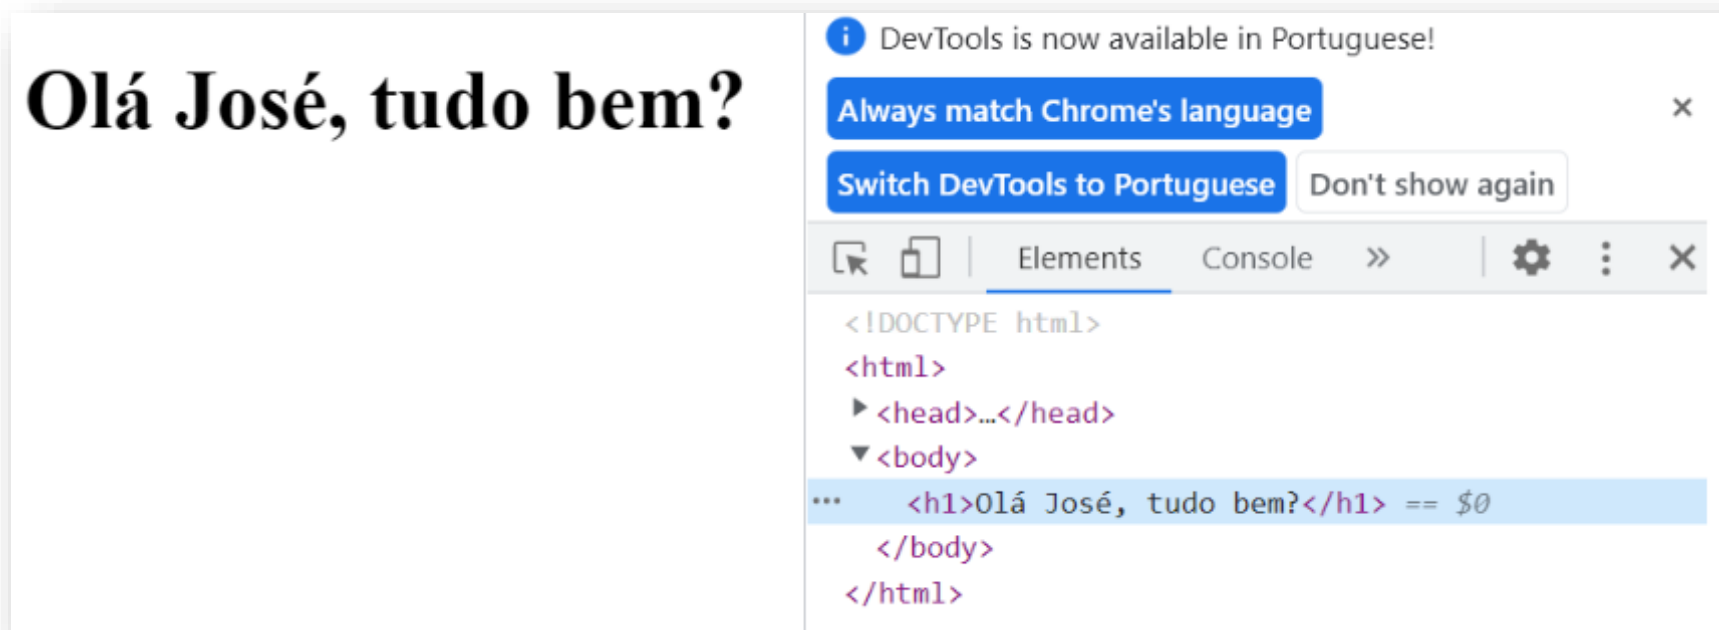 Olá José, tudo bem?
DevTools is now available in Portuguese!
Always match Chrome's language
Switch DevTools to Portuguese Don't show again
Elements Console
<!DOCTYPE html>
<html>
<head>…</head>
<body>
<h1>Olá José, tudo bem?</h1> == $0
</body>
</html>